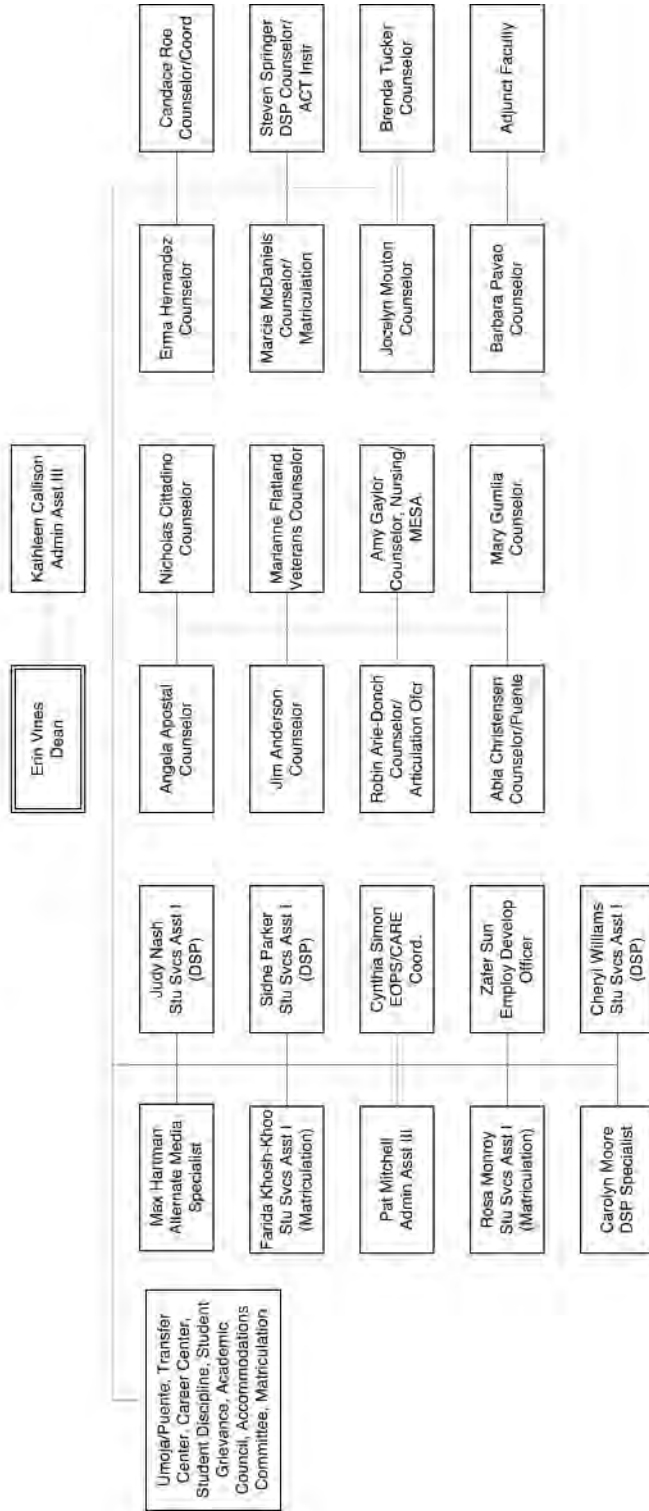 Erin Vines
Dean
Kathleen Callison
Admin Asst III
Umoja/Puente, Transfer
Center, Career Center,
Student Discipline, Student
Grievance, Academic
Council, Accommodations
Committee, Matriculation
Max Hartman
Alternate Media
Specialist
Judy Nash
Stu Svcs Asst I
(DSP)
Angela Apostal
Counselor
Nicholas Cittadino
Counselor
Erma Hernandez
Counselor
Candace Roe
Counselor/Coord
Farida Khosh-Khoo
Stu Svcs Asst I
(Matriculation)
Sidne Parker
Stu Svcs Asst I
(DSP)
Jim Anderson
Counselor
Marianne Flatland
Veterans Counselor
Marcie McDaniels
Counselor/
Matriculation
Steven Springer
DSP Counselor/
ACT Instr
Pat Mitchell
Admin Asst III
Cynthia Simon
EOPS/CARE
Coord.
Robin Arie-Donch
Counselor/
Articulation Ofcr
Amy Gaylor
Counselor, Nursing/
MESA
Jocelyn Mouton
Counselor
Brenda Tucker
Counselor
Rosa Monroy
Stu Svcs Asst I
(Matriculation)
Zater Sun
Employ Develop
Officer
Abla Christensen
Counselor/Puente
Mary Gumlia
Counselor
Barbara Pavao
Counselor
Adjunct Faculty
Carolyn Moore
DSP Specialist
Cheryl Williams
Stu Svcs Asst I
(DSP)